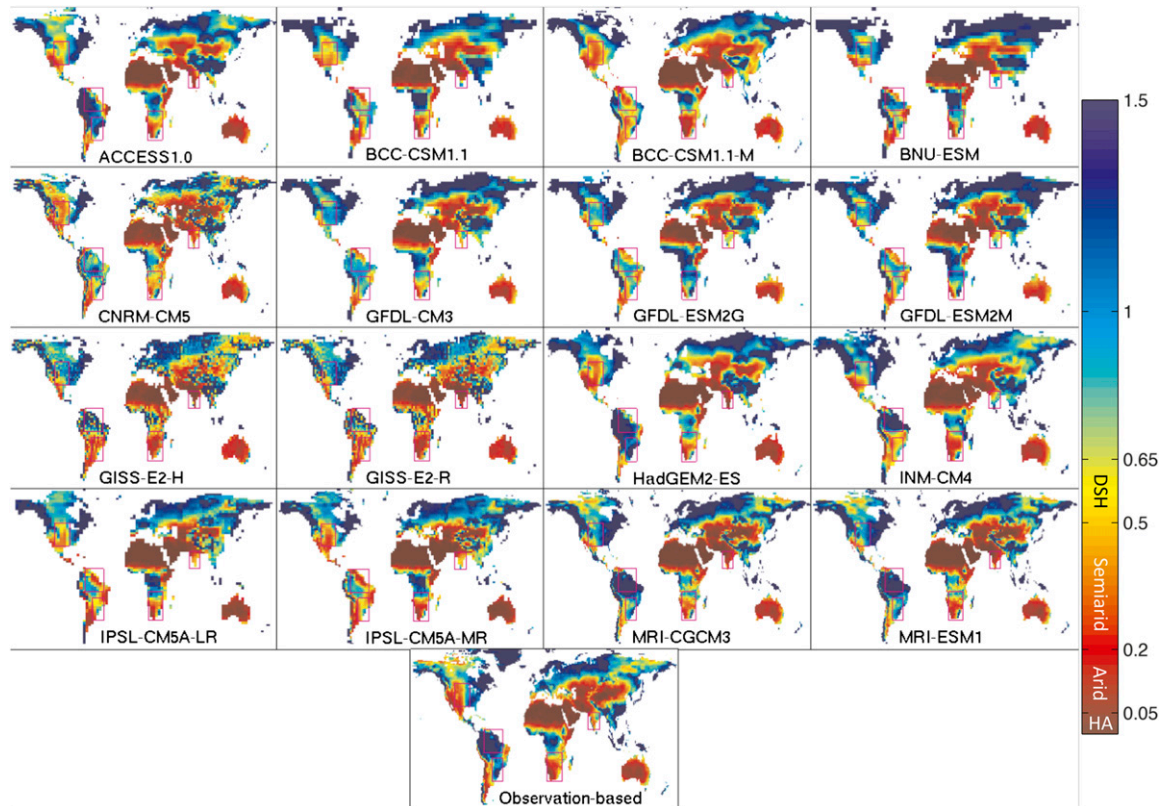 ACCESS1.0
BCC-CSM1.1
BCC-CSM1.1-M
BNU-ESM
CNRM-CM5
GFDL-CM3
GFDL-ESM2G
GFDL-ESM2M
GISS-E2-H
GISS-E2-R
HadGEM2-ES
INM-CM4
IPSL-CM5A-LR
IPSL-CM5A-MR
MRI-CGCM3
MRI-ESM1
Observation-based
1.5
1
0.65
DSH
0.5
Semiarid
0.2
Arid
0.05
HA